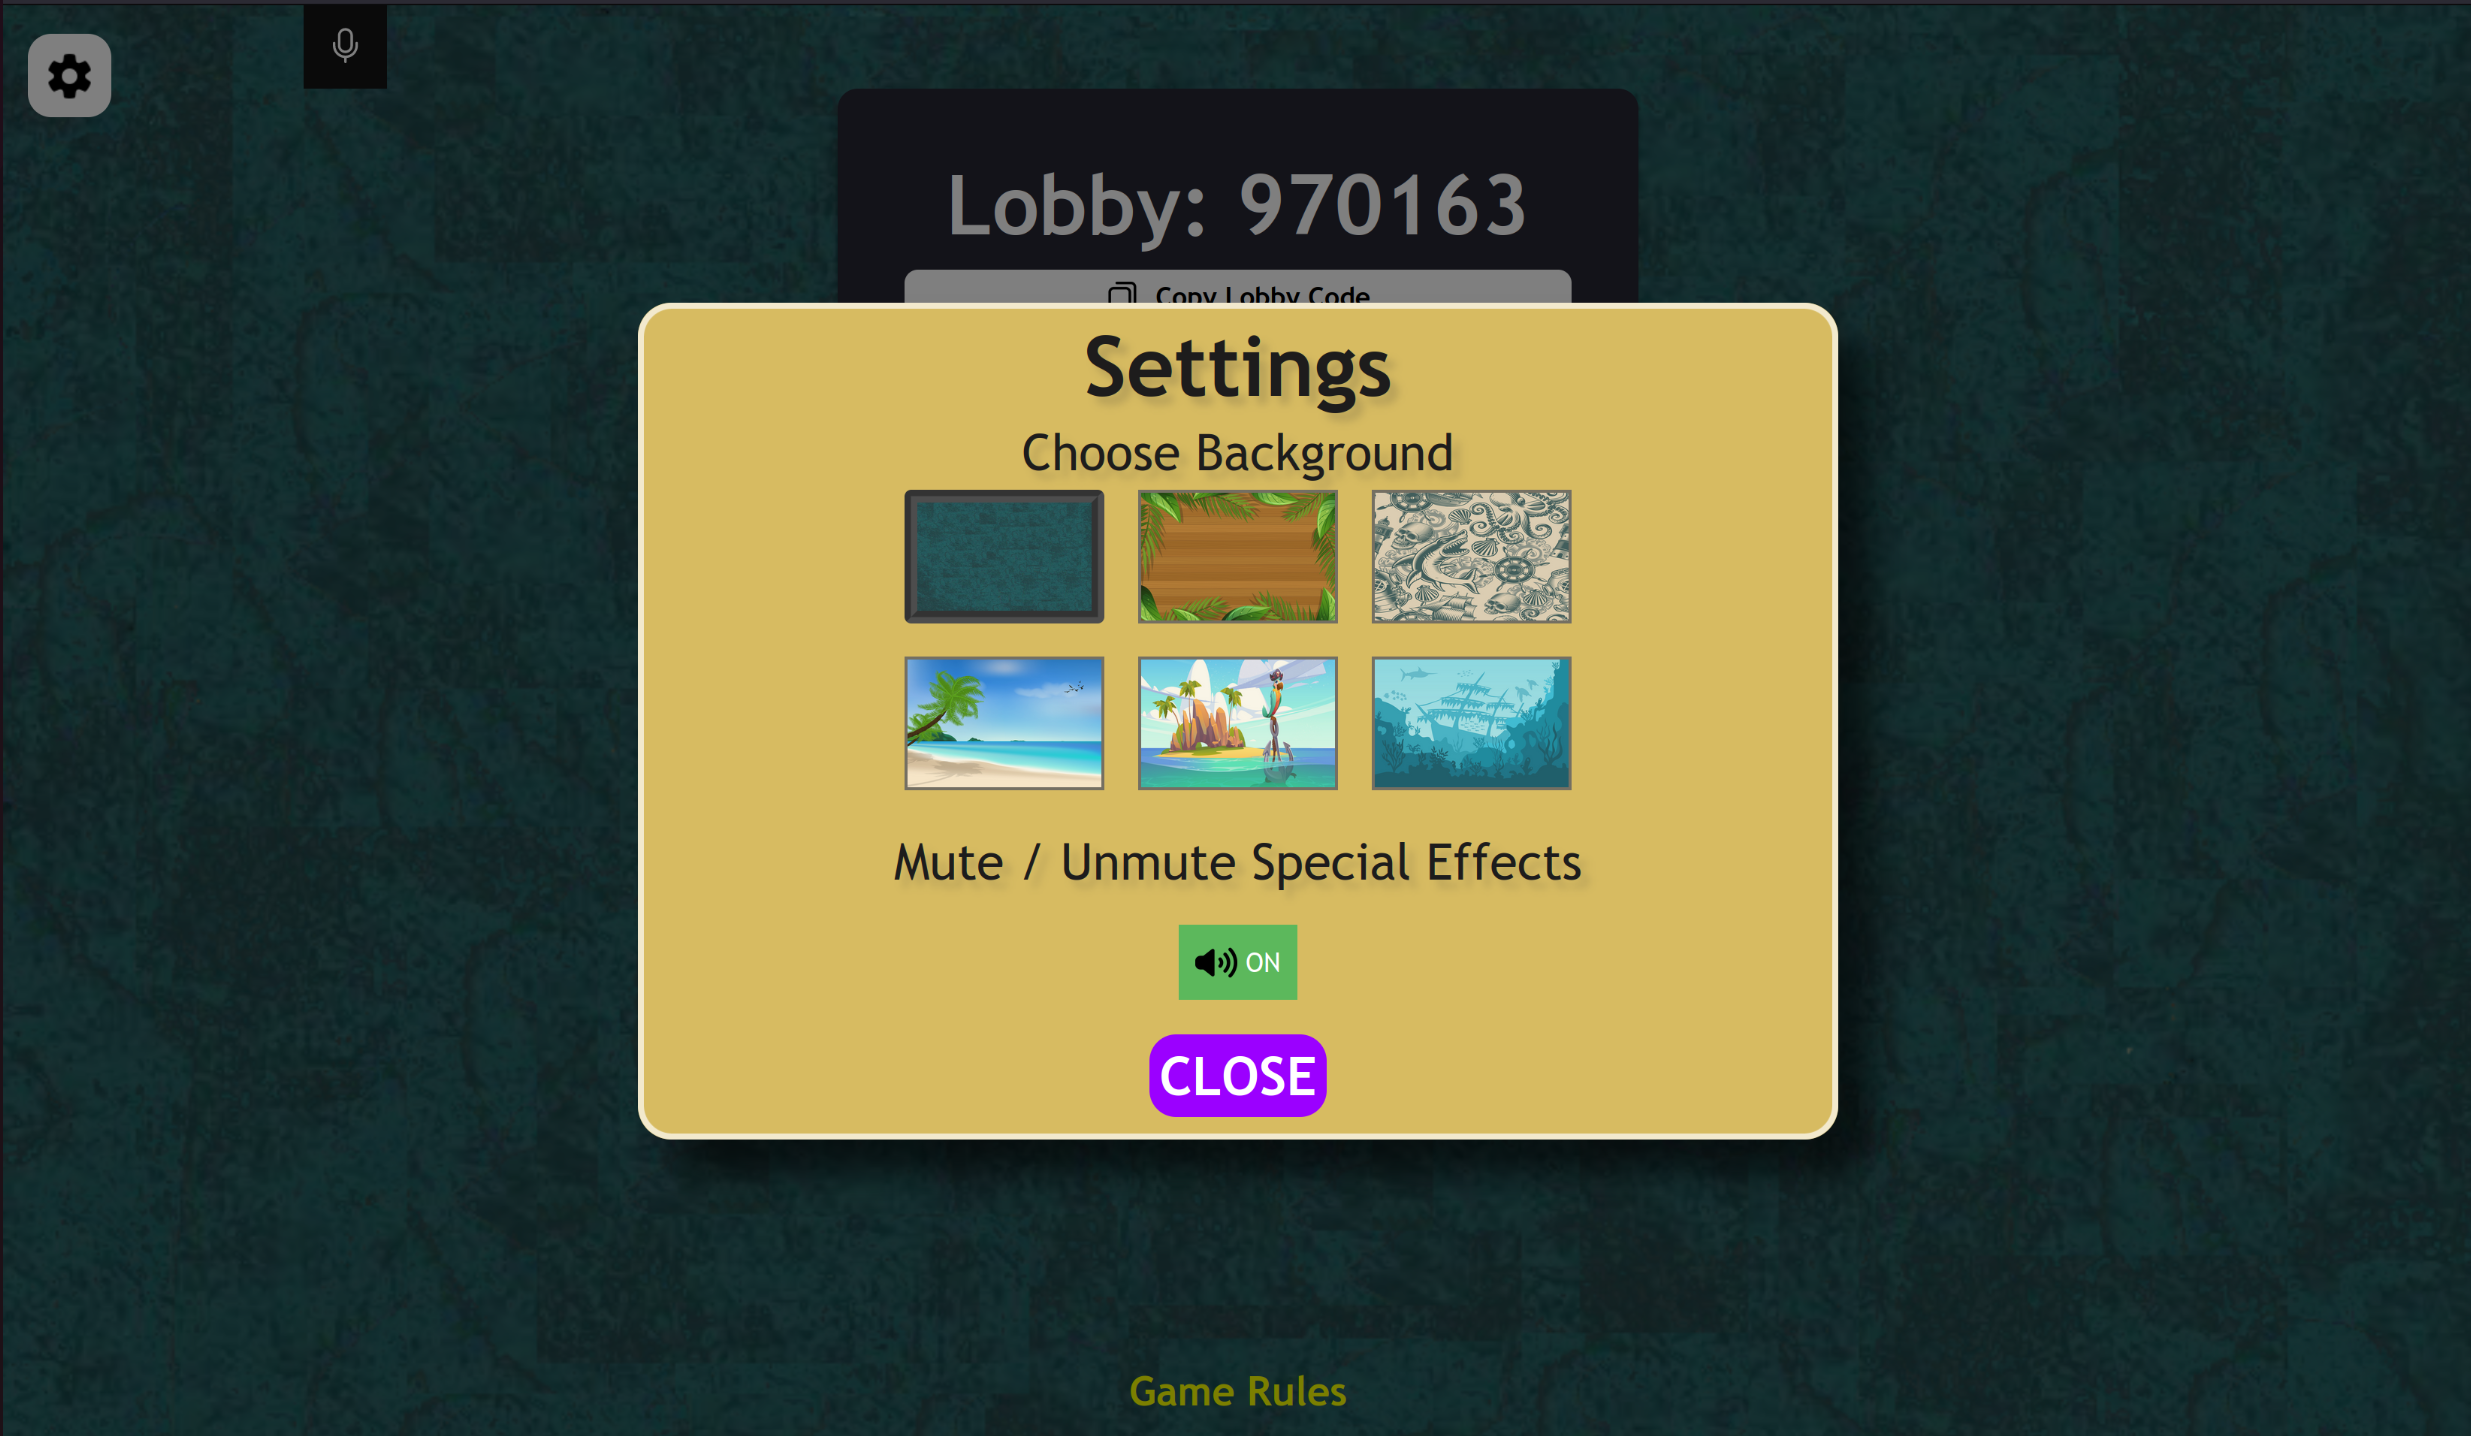 Lobby: 970163
Copy Lobby Code
Settings
Choose Background
Mute / Unmute Special Effects
ON
CLOSE
Game Rules